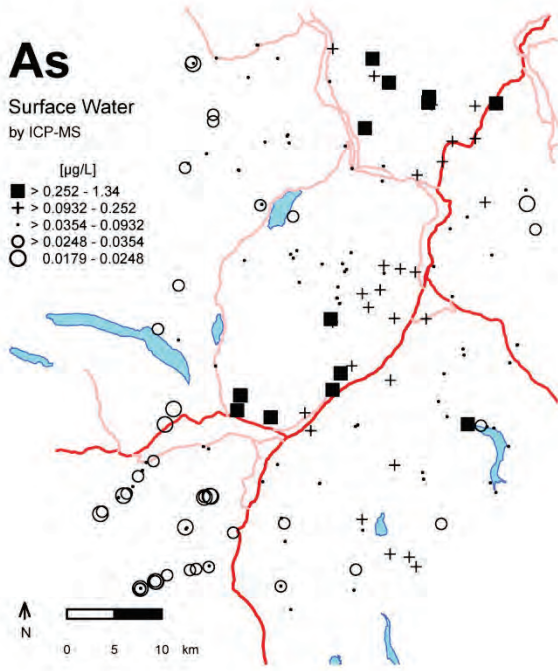 As
Surface Water
by ICP-MS
[µg/L]
> 0.252 - 1.34
> 0.0932 - 0.252
> 0.0354 - 0.0932
> 0.0248 - 0.0354
0.0179 - 0.0248
N
0 5 10 km